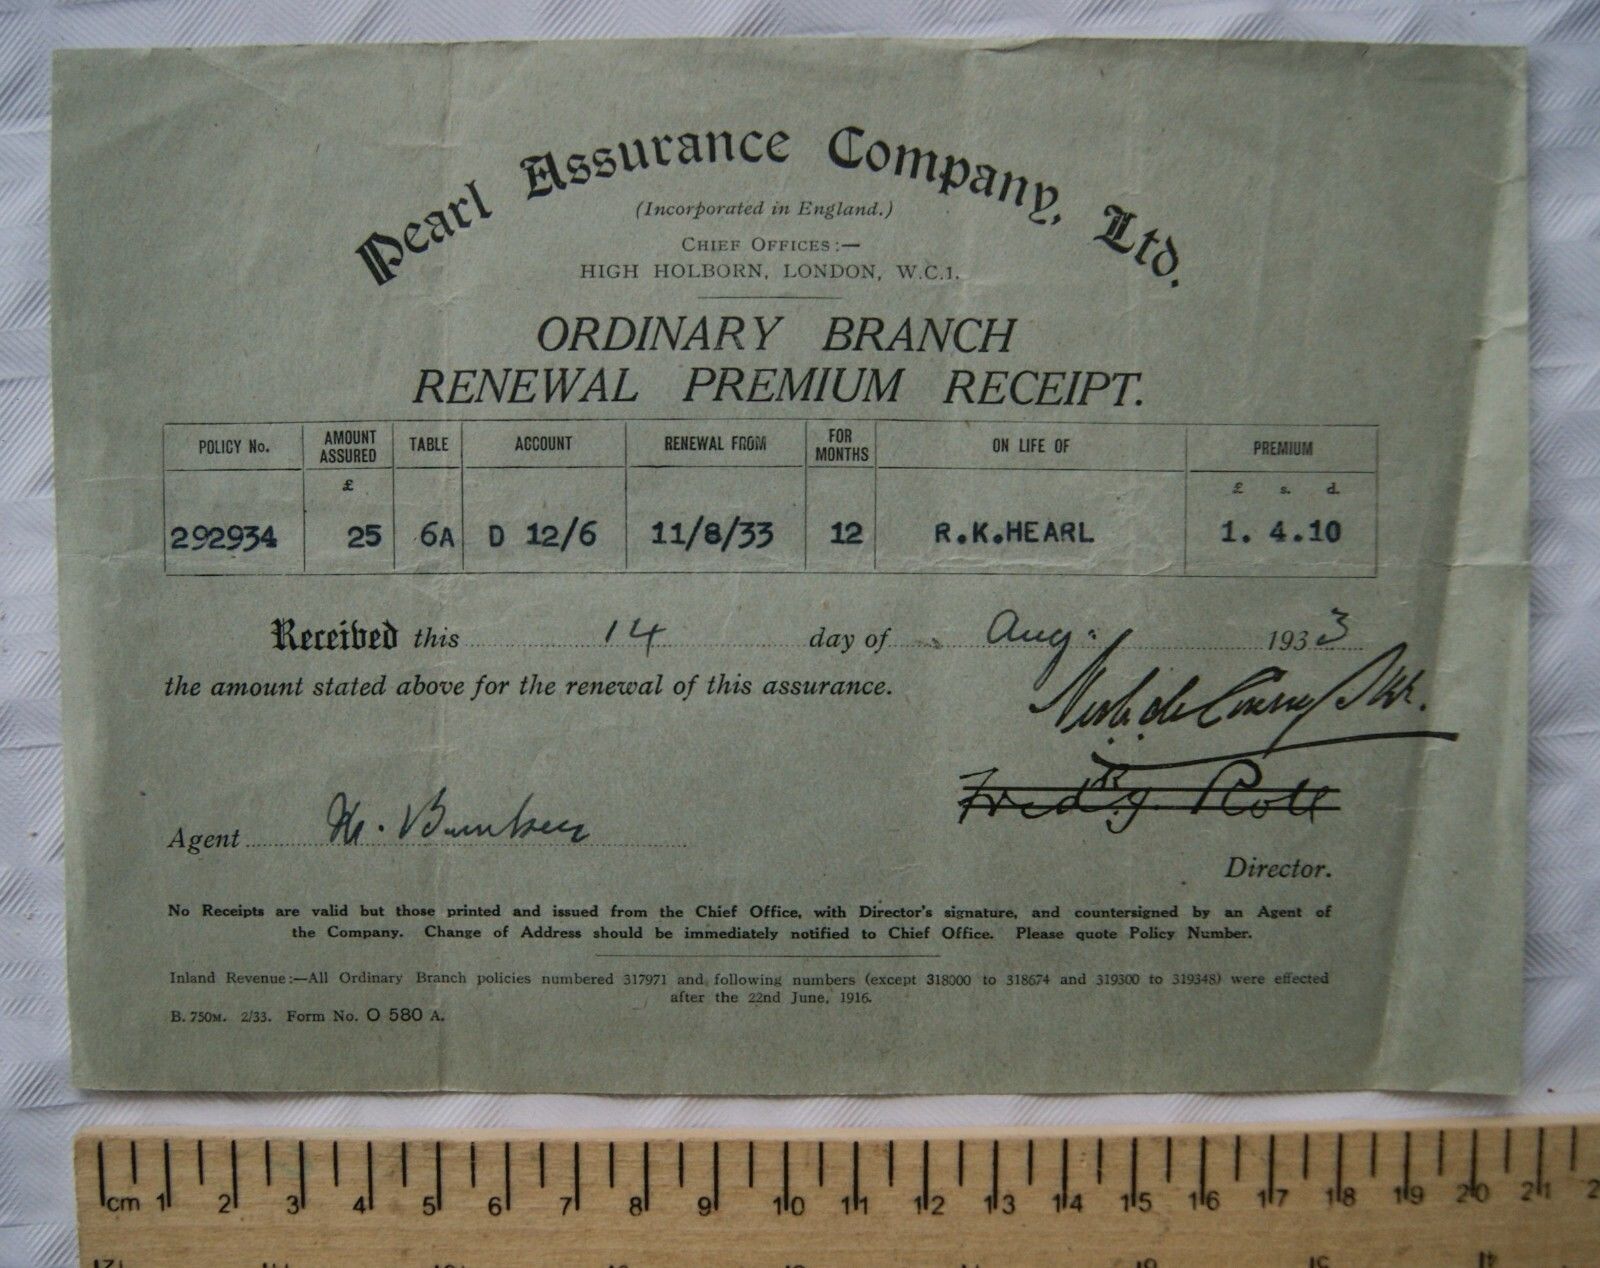 Pearl Assurance Company, Ltd.
(Incorporated in England.)
CHIEF OFFICES:—
HIGH HOLBORN, LONDON, W.C.1.
ORDINARY BRANCH
RENEWAL PREMIUM RECEIPT.
POLICY No. AMOUNT ASSURED TABLE ACCOUNT RENEWAL FROM FOR MONTHS ON LIFE OF PREMIUM
£ £ s. d.
292934 25 6A D 12/6 11/8/33 12 R.K.HEARL 1. 4.10
Received this 14 day of Aug. 1933
the amount stated above for the renewal of this assurance.
Agent
Director.
No Receipts are valid but those printed and issued from the Chief Office, with Director's signature, and countersigned by an Agent of
the Company. Change of Address should be immediately notified to Chief Office. Please quote Policy Number.
Inland Revenue:—All Ordinary Branch policies numbered 317971 and following numbers (except 318000 to 318674 and 319300 to 319348) were effected
after the 22nd June, 1916.
B. 750M. 2/33. Form No. O 580 A.
cm 1 2 3 4 5 6 7 8 9 10 11 12 13 14 15 16 17 18 19 20 21